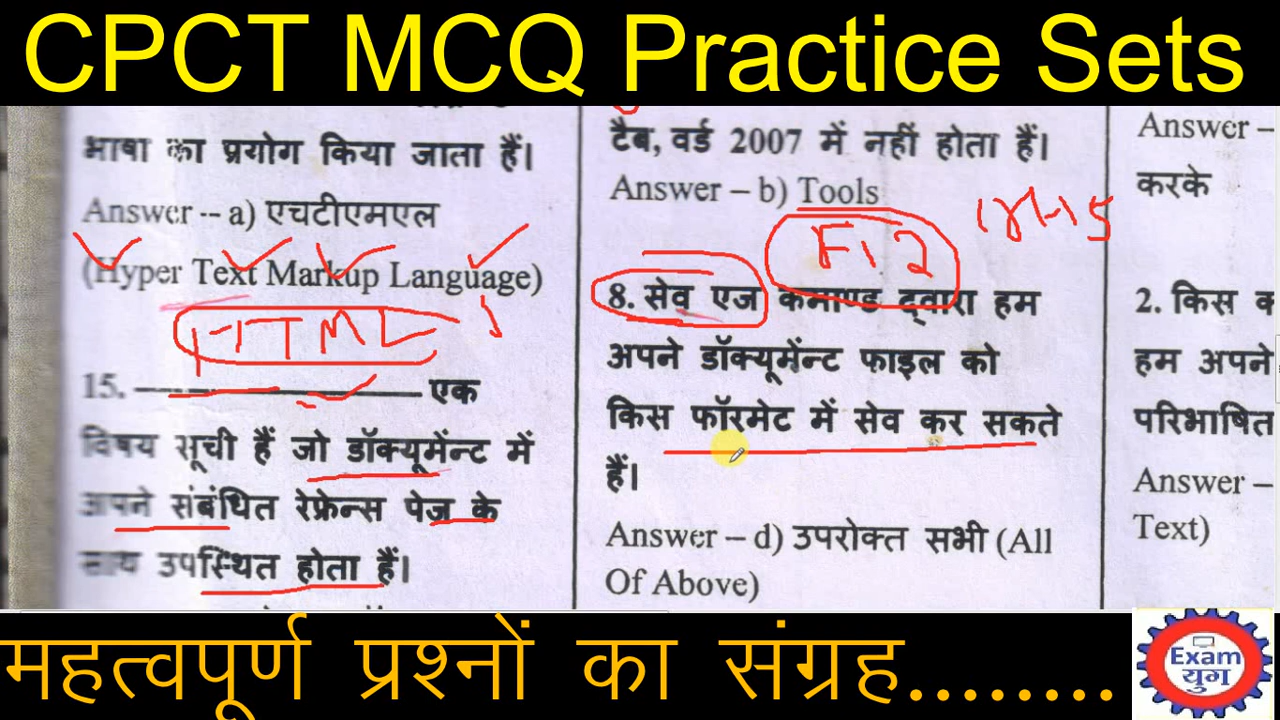 CPCT MCQ Practice Sets
भाषा का प्रयोग किया जाता हैं।
Answer -- a) एचटीएमएल
(Hyper Text Markup Language)
HTML
15. ———————— एक
विषय सूची हैं जो डॉक्यूमेंन्ट में
अपने संबंधित रेफ्रेन्स पेज के
साथ उपस्थित होता हैं।
टैब, वर्ड 2007 में नहीं होता हैं।
Answer – b) Tools
F12
8. सेव एज कमाण्ड द्वारा हम
अपने डॉक्यूमेंन्ट फाइल को
किस फॉरमेट में सेव कर सकते
हैं।
Answer – d) उपरोक्त सभी (All
Of Above)
Answer –
करके
2. किस क
हम अपने
परिभाषित
Answer –
Text)
महत्वपूर्ण प्रश्नों का संग्रह........
Exam
युग